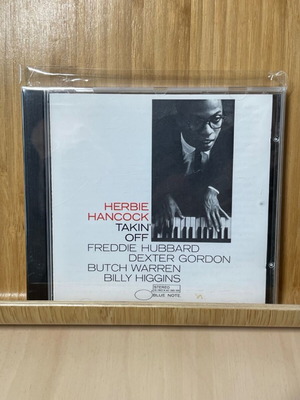 HERBIE
HANCOCK
TAKIN'
OFF
FREDDIE HUBBARD
DEXTER GORDON
BUTCH WARREN
BILLY HIGGINS
STEREO
BLUE NOTE